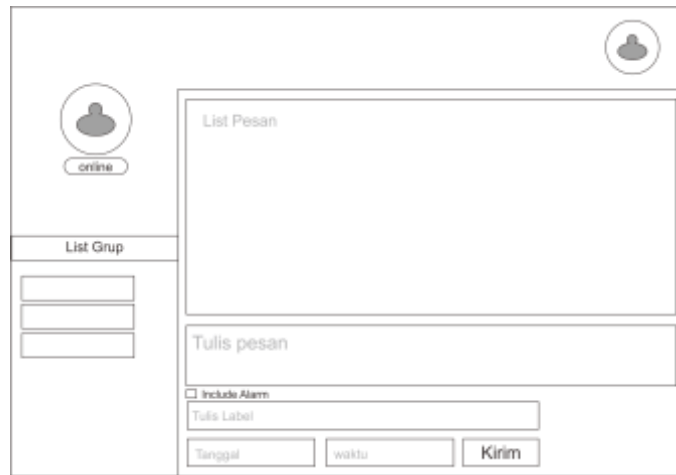 List Pesan
online
List Grup
Tulis pesan
Include Alarm
Tulis Label
Tanggal
waktu
Kirim